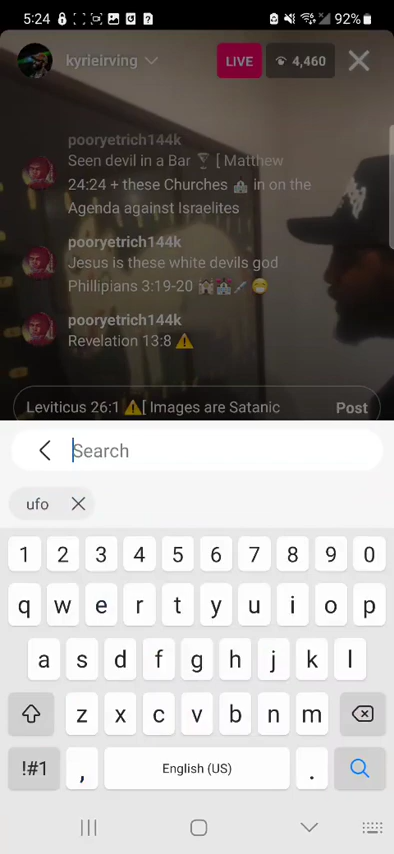 5:24 92%
kyrieirving LIVE 4,460
pooryetrich144k
Seen devil in a Bar 🍸 [ Matthew
24:24 + these Churches ⛪ in on the
Agenda against Israelites
pooryetrich144k
Jesus is these white devils god
Phillipians 3:19-20
pooryetrich144k
Revelation 13:8 ⚠️
Leviticus 26:1 ⚠️[ Images are Satanic Post
Search
ufo
1 2 3 4 5 6 7 8 9 0
q w e r t y u i o p
a s d f g h j k l
z x c v b n m
!#1 , English (US) .